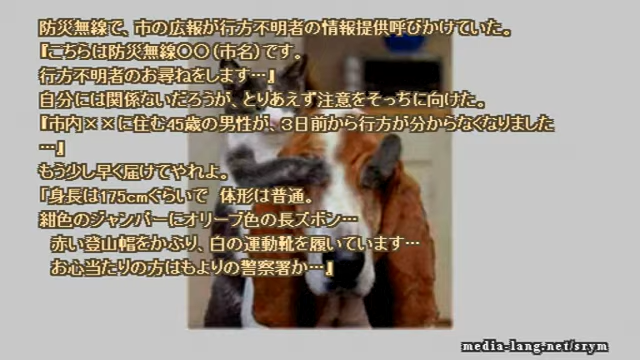 防災無線で、市の広報が行方不明者の情報提供呼びかけていた。
『こちらは防災無線○○（市名）です。
行方不明者のお尋ねをします…』
自分には関係ないだろうが、とりあえず注意をそっちに向けた。
『市内××に住む45歳の男性が、３日前から行方が分からなくなりました
…』
もう少し早く届けてやれよ。
「身長は175cmぐらいで　体形は普通。
紺色のジャンバーにオリーブ色の長ズボン…
　赤い登山帽をかぶり、白の運動靴を履いています…
　お心当たりの方はもよりの警察署か…』
media-lang.net/srym